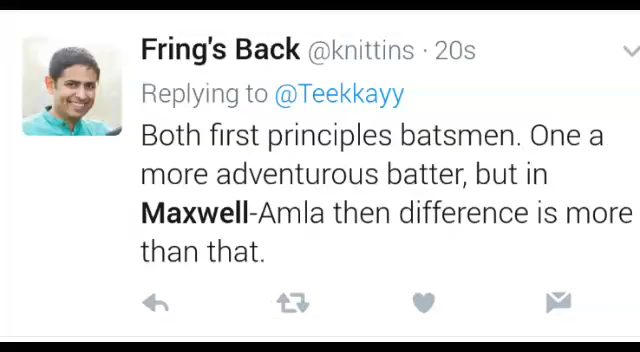 Fring's Back @knittins · 20s
Replying to @Teekkayy
Both first principles batsmen. One a
more adventurous batter, but in
Maxwell-Amla then difference is more
than that.